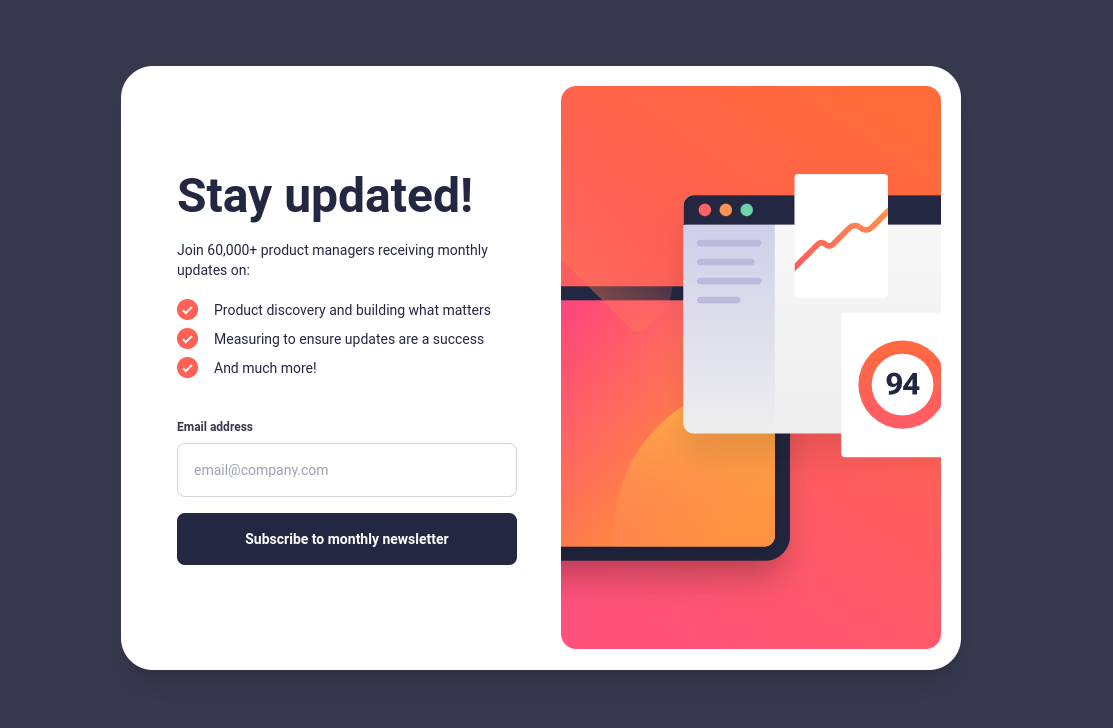 Stay updated!
Join 60,000+ product managers receiving monthly
updates on:
Product discovery and building what matters
Measuring to ensure updates are a success
And much more!
Email address
email@company.com
Subscribe to monthly newsletter
94